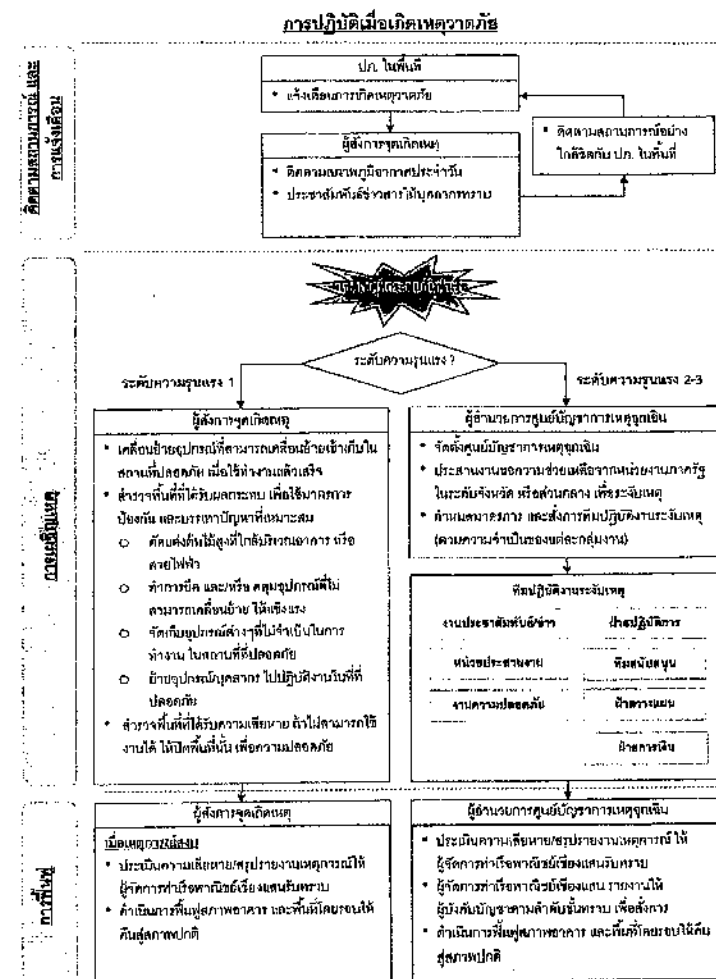 การปฏิบัติเมื่อเกิดเหตุวาตภัย
ติดตามสถานการณ์ และ
การแจ้งเตือน
ปภ. ในพื้นที่
* แจ้งเตือนการเกิดเหตุวาตภัย
ผู้สั่งการจุดเกิดเหตุ
* ติดตามสภาพภูมิอากาศประจำวัน
* ประชาสัมพันธ์ข่าวสารให้บุคลากรทราบ
* ติดตามสถานการณ์อย่าง
ใกล้ชิดกับ ปภ. ในพื้นที่
การเผชิญเหตุ
ระดับความรุนแรง ?
ระดับความรุนแรง 1
ระดับความรุนแรง 2-3
ผู้สั่งการจุดเกิดเหตุ
* เคลื่อนย้ายอุปกรณ์ที่สามารถเคลื่อนย้ายเข้าเก็บใน
สถานที่ปลอดภัย เมื่อใช้ทำงานแล้วเสร็จ
* สำรวจพื้นที่ที่ได้รับผลกระทบ เพื่อใช้มาตรการ
ป้องกัน และบรรเทาปัญหาที่เหมาะสม
○ ตัดแต่งต้นไม้สูงที่ใกล้บริเวณอาคาร หรือ
สายไฟฟ้า
○ ทำการยึด และ/หรือ คลุมอุปกรณ์ที่ไม่
สามารถเคลื่อนย้าย ให้แข็งแรง
○ จัดเก็บอุปกรณ์ต่างๆที่ไม่จำเป็นในการ
ทำงาน ในสถานที่ที่ปลอดภัย
○ ย้ายอุปกรณ์/บุคลากร ไปปฏิบัติงานในที่ที่
ปลอดภัย
* สำรวจพื้นที่ที่ได้รับความเสียหาย ถ้าไม่สามารถใช้
งานได้ ให้ปิดพื้นที่นั้น เพื่อความปลอดภัย
ผู้อำนวยการศูนย์บัญชาการเหตุฉุกเฉิน
* จัดตั้งศูนย์บัญชาการเหตุฉุกเฉิน
* ประสานงานขอความช่วยเหลือจากหน่วยงานภาครัฐ
ในระดับจังหวัด หรือส่วนกลาง เพื่อระงับเหตุ
* กำหนดมาตรการ และสั่งการทีมปฏิบัติงานระงับเหตุ
(ตามความจำเป็นของแต่ละกลุ่มงาน)
ทีมปฏิบัติงานระงับเหตุ
งานประชาสัมพันธ์/ข่าว
ฝ่ายปฏิบัติการ
หน่วยประสานงาน
ทีมสนับสนุน
งานความปลอดภัย
ฝ่ายวางแผน
ฝ่ายการเงิน
การฟื้นฟู
ผู้สั่งการจุดเกิดเหตุ
เมื่อเหตุการณ์สงบ
* ประเมินความเสียหาย/สรุปรายงานเหตุการณ์ให้
ผู้จัดการท่าเรือพาณิชย์เชียงแสนรับทราบ
* ดำเนินการฟื้นฟูสภาพอาคาร และพื้นที่โดยรอบให้
คืนสู่สภาพปกติ
ผู้อำนวยการศูนย์บัญชาการเหตุฉุกเฉิน
* ประเมินความเสียหาย/สรุปรายงานเหตุการณ์ ให้
ผู้จัดการท่าเรือพาณิชย์เชียงแสนรับทราบ
* ผู้จัดการท่าเรือพาณิชย์เชียงแสน รายงานให้
ผู้บังคับบัญชาตามลำดับชั้นทราบ เพื่อสั่งการ
* ดำเนินการฟื้นฟูสภาพอาคาร และพื้นที่โดยรอบให้คืน
สู่สภาพปกติ